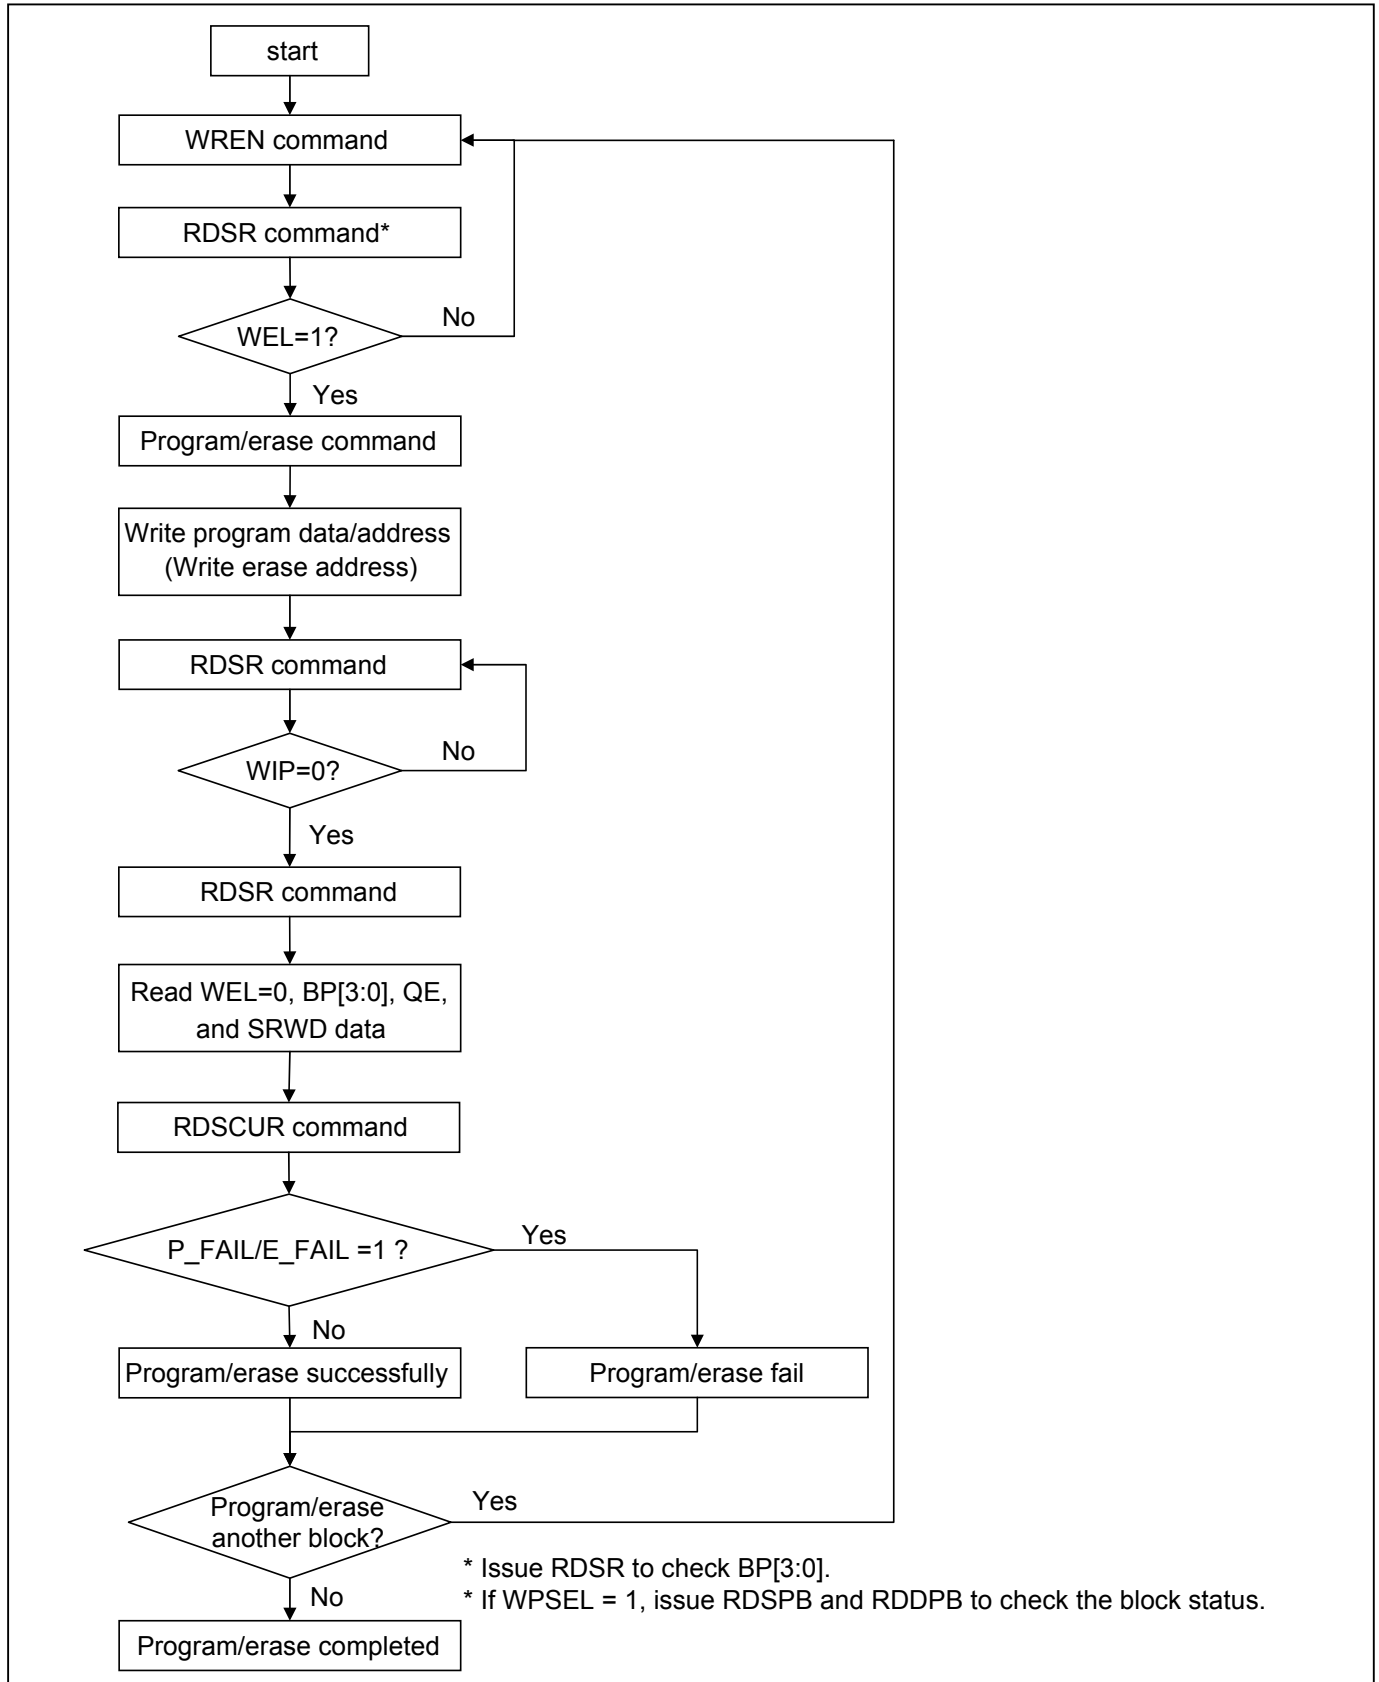 start
WREN command
RDSR command*
WEL=1?
No
Yes
Program/erase command
Write program data/address
(Write erase address)
RDSR command
WIP=0?
No
Yes
RDSR command
Read WEL=0, BP[3:0], QE,
and SRWD data
RDSCUR command
P_FAIL/E_FAIL =1 ?
Yes
No
Program/erase successfully
Program/erase fail
Program/erase
another block?
Yes
* Issue RDSR to check BP[3:0].
* If WPSEL = 1, issue RDSPB and RDDPB to check the block status.
No
Program/erase completed